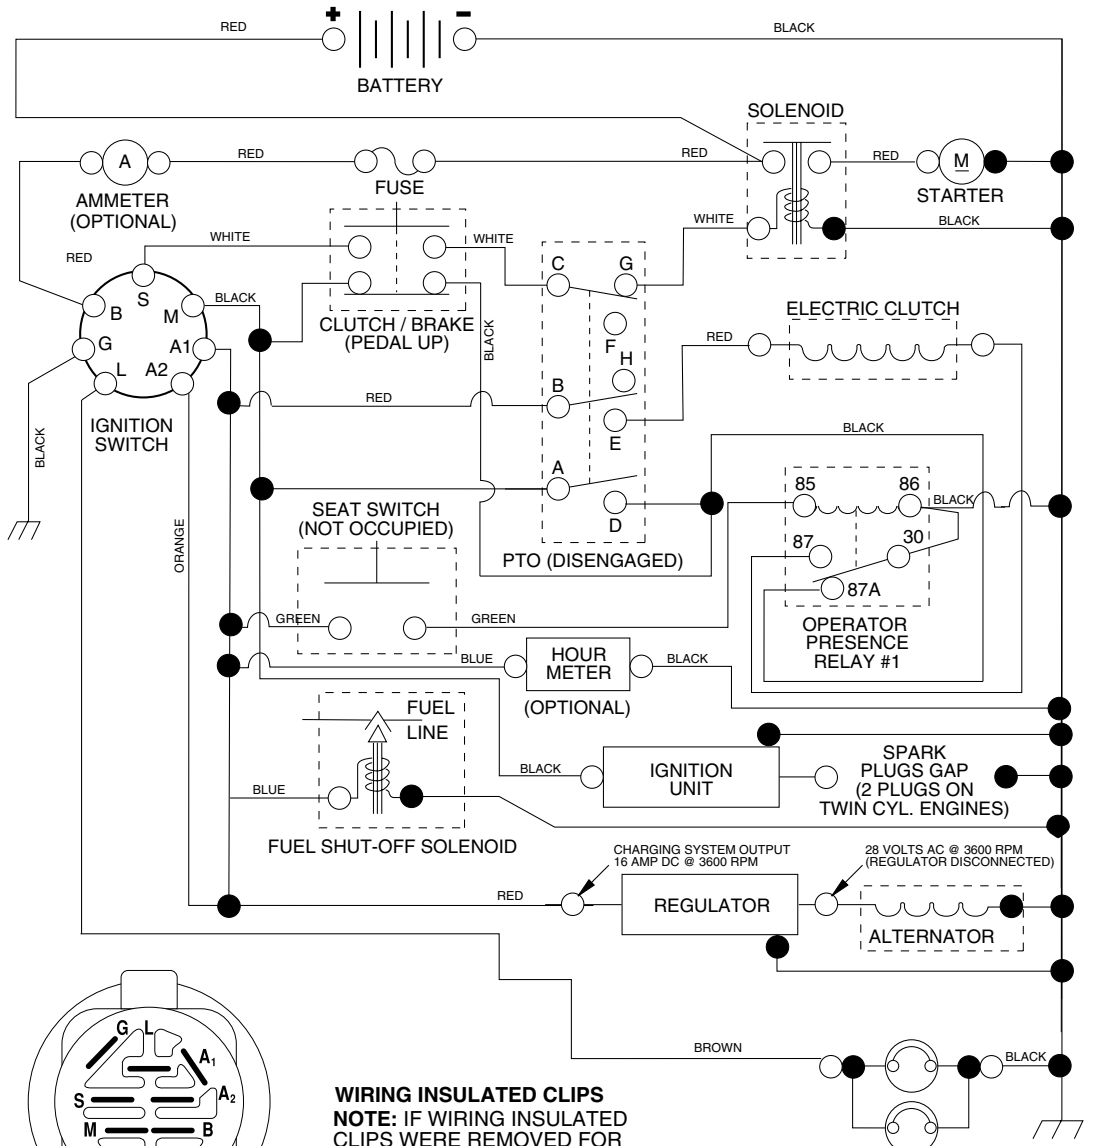 + −
RED
BLACK
BATTERY
SOLENOID
A
RED
RED
RED
M
AMMETER
(OPTIONAL)
FUSE
STARTER
WHITE
WHITE
WHITE
BLACK
RED
S
B
M
BLACK
C
G
G
A1
L
A2
CLUTCH / BRAKE
(PEDAL UP)
BLACK
F
H
ELECTRIC CLUTCH
RED
IGNITION
SWITCH
BLACK
RED
B
E
BLACK
A
D
85
86
BLACK
87
30
87A
SEAT SWITCH
(NOT OCCUPIED)
ORANGE
PTO (DISENGAGED)
GREEN
GREEN
OPERATOR
PRESENCE
RELAY #1
BLUE
HOUR
METER
BLACK
(OPTIONAL)
FUEL
LINE
BLACK
IGNITION
UNIT
SPARK
PLUGS GAP
(2 PLUGS ON
TWIN CYL. ENGINES)
BLUE
FUEL SHUT-OFF SOLENOID
CHARGING SYSTEM OUTPUT
16 AMP DC @ 3600 RPM
28 VOLTS AC @ 3600 RPM
(REGULATOR DISCONNECTED)
RED
REGULATOR
ALTERNATOR
BROWN
BLACK
G L
A1
S
A2
M
B
WIRING INSULATED CLIPS
NOTE: IF WIRING INSULATED
CLIPS WERE REMOVED FOR